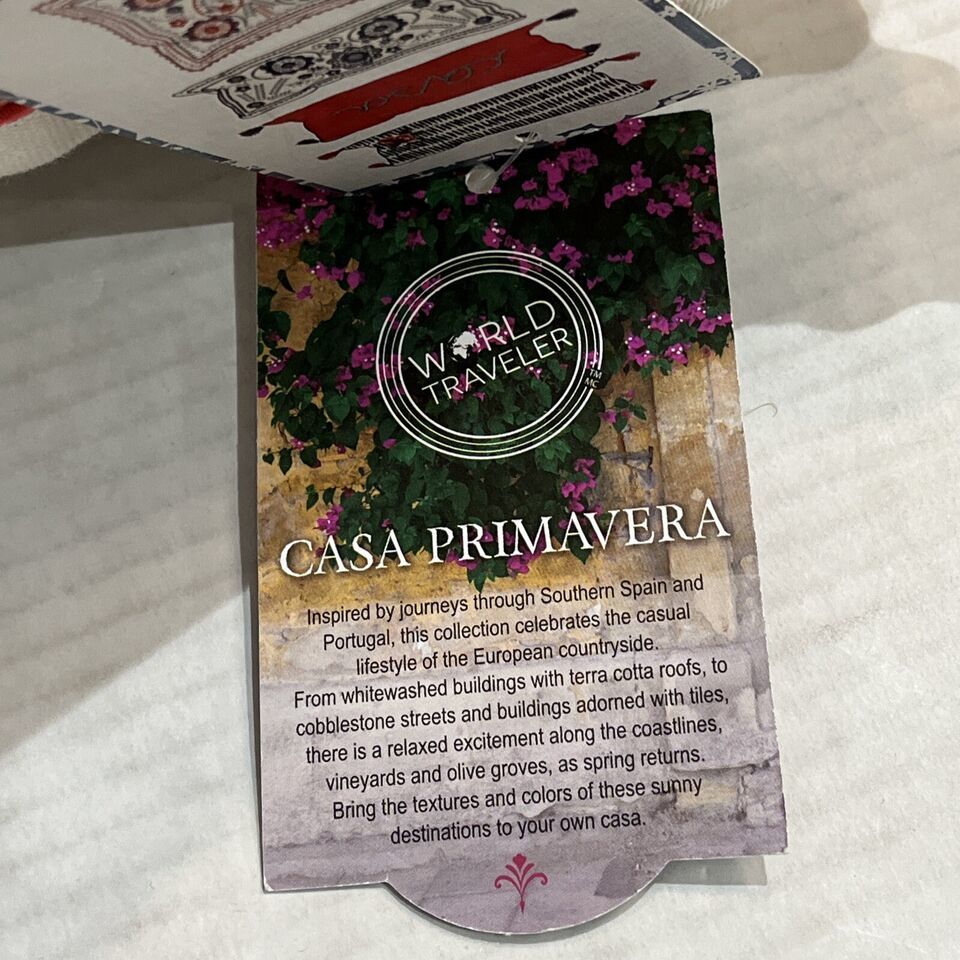 WORLD
TRAVELER
TM
MC
CASA PRIMAVERA
Inspired by journeys through Southern Spain and
Portugal, this collection celebrates the casual
lifestyle of the European countryside.
From whitewashed buildings with terra cotta roofs, to
cobblestone streets and buildings adorned with tiles,
there is a relaxed excitement along the coastlines,
vineyards and olive groves, as spring returns.
Bring the textures and colors of these sunny
destinations to your own casa.